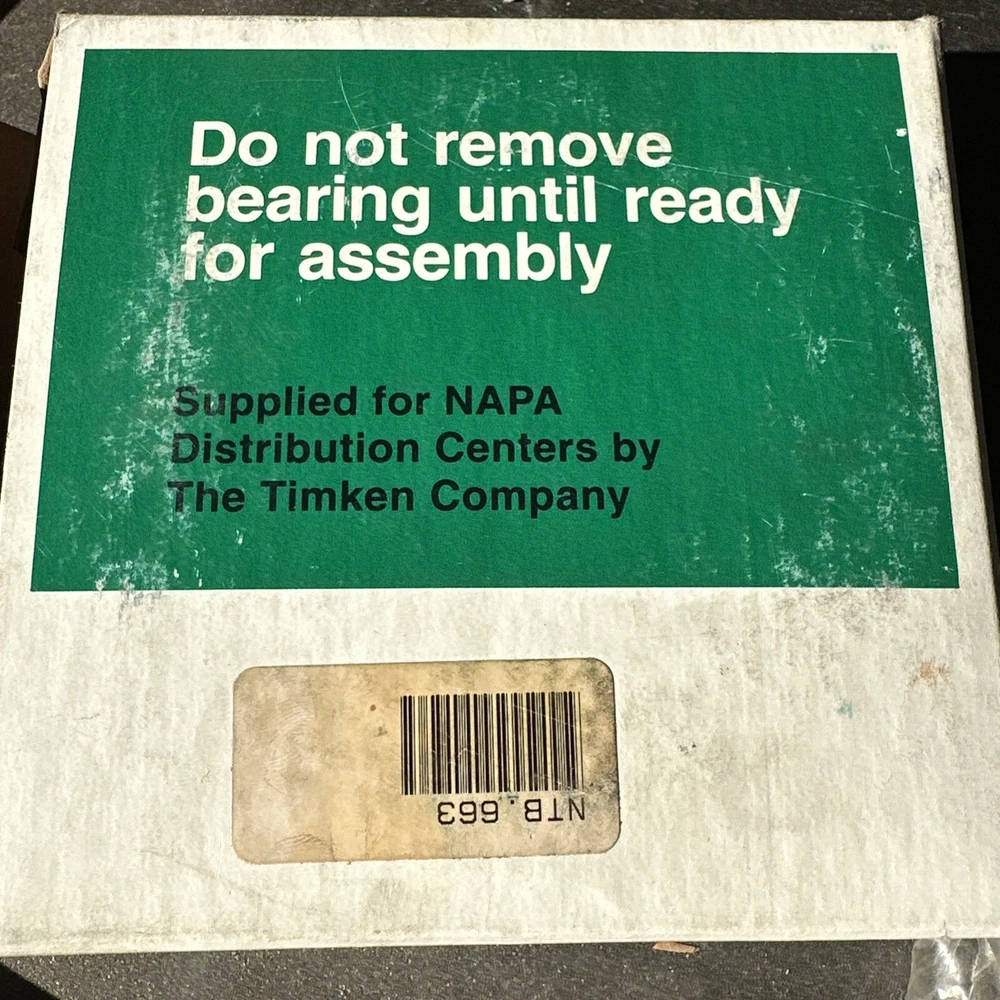 Do not remove
bearing until ready
for assembly
Supplied for NAPA
Distribution Centers by
The Timken Company
NTB 663